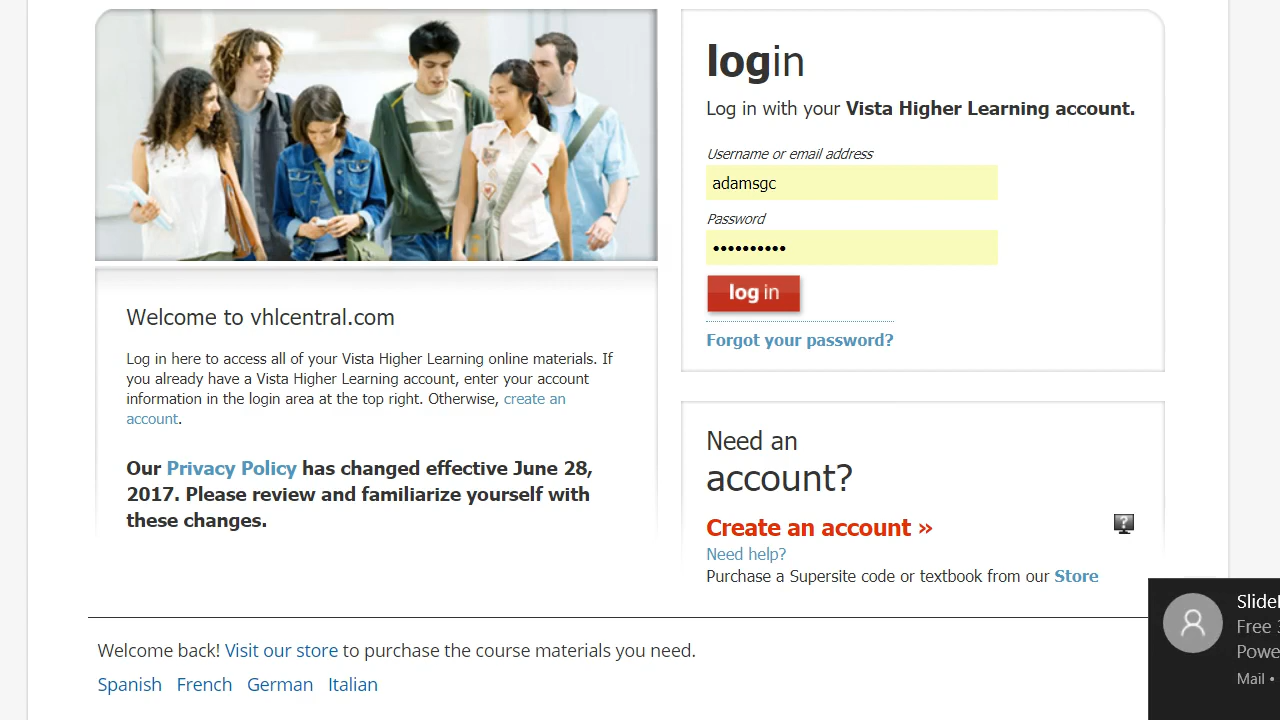 login
Log in with your Vista Higher Learning account.
Username or email address
adamsgc
Password
••••••••••
log in
Forgot your password?
Welcome to vhlcentral.com
Log in here to access all of your Vista Higher Learning online materials. If
you already have a Vista Higher Learning account, enter your account
information in the login area at the top right. Otherwise, create an
account.
Our Privacy Policy has changed effective June 28,
2017. Please review and familiarize yourself with
these changes.
Need an
account?
Create an account »
?
Need help?
Purchase a Supersite code or textbook from our Store
Welcome back! Visit our store to purchase the course materials you need.
Spanish French German Italian
Free
Mail •